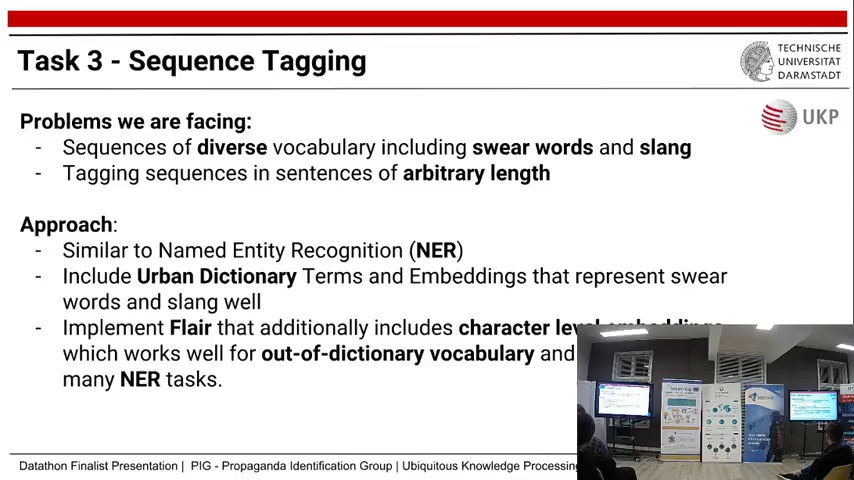 Task 3 - Sequence Tagging
TECHNISCHE
UNIVERSITÄT
DARMSTADT
UKP
Problems we are facing:
- Sequences of diverse vocabulary including swear words and slang
- Tagging sequences in sentences of arbitrary length
Approach:
- Similar to Named Entity Recognition (NER)
- Include Urban Dictionary Terms and Embeddings that represent swear
words and slang well
- Implement Flair that additionally includes character level embeddings
which works well for out-of-dictionary vocabulary and
many NER tasks.
Datathon Finalist Presentation | PIG - Propaganda Identification Group | Ubiquitous Knowledge Processing